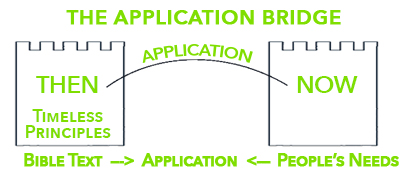 THE APPLICATION BRIDGE
APPLICATION
THEN
NOW
TIMELESS
PRINCIPLES
BIBLE TEXT ---> APPLICATION <--- PEOPLE'S NEEDS